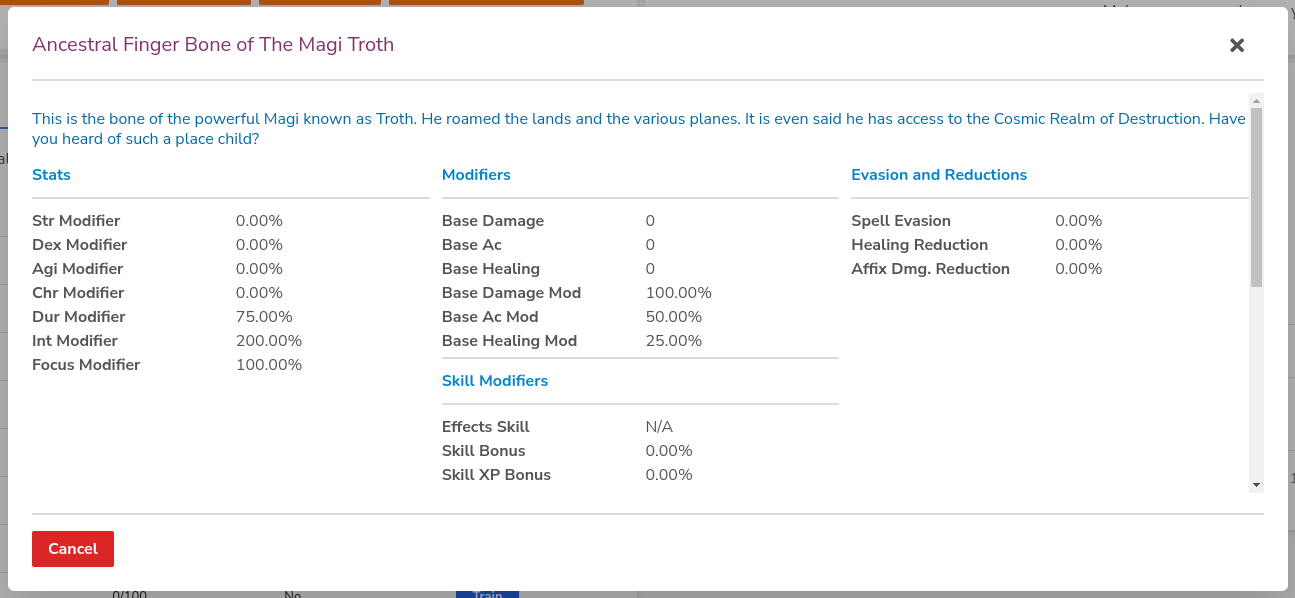 Ancestral Finger Bone of The Magi Troth
This is the bone of the powerful Magi known as Troth. He roamed the lands and the various planes. It is even said he has access to the Cosmic Realm of Destruction. Have
you heard of such a place child?
Stats
Str Modifier 0.00%
Dex Modifier 0.00%
Agi Modifier 0.00%
Chr Modifier 0.00%
Dur Modifier 75.00%
Int Modifier 200.00%
Focus Modifier 100.00%
Modifiers
Base Damage 0
Base Ac 0
Base Healing 0
Base Damage Mod 100.00%
Base Ac Mod 50.00%
Base Healing Mod 25.00%
Skill Modifiers
Effects Skill N/A
Skill Bonus 0.00%
Skill XP Bonus 0.00%
Evasion and Reductions
Spell Evasion 0.00%
Healing Reduction 0.00%
Affix Dmg. Reduction 0.00%
Cancel
0/100 No Train